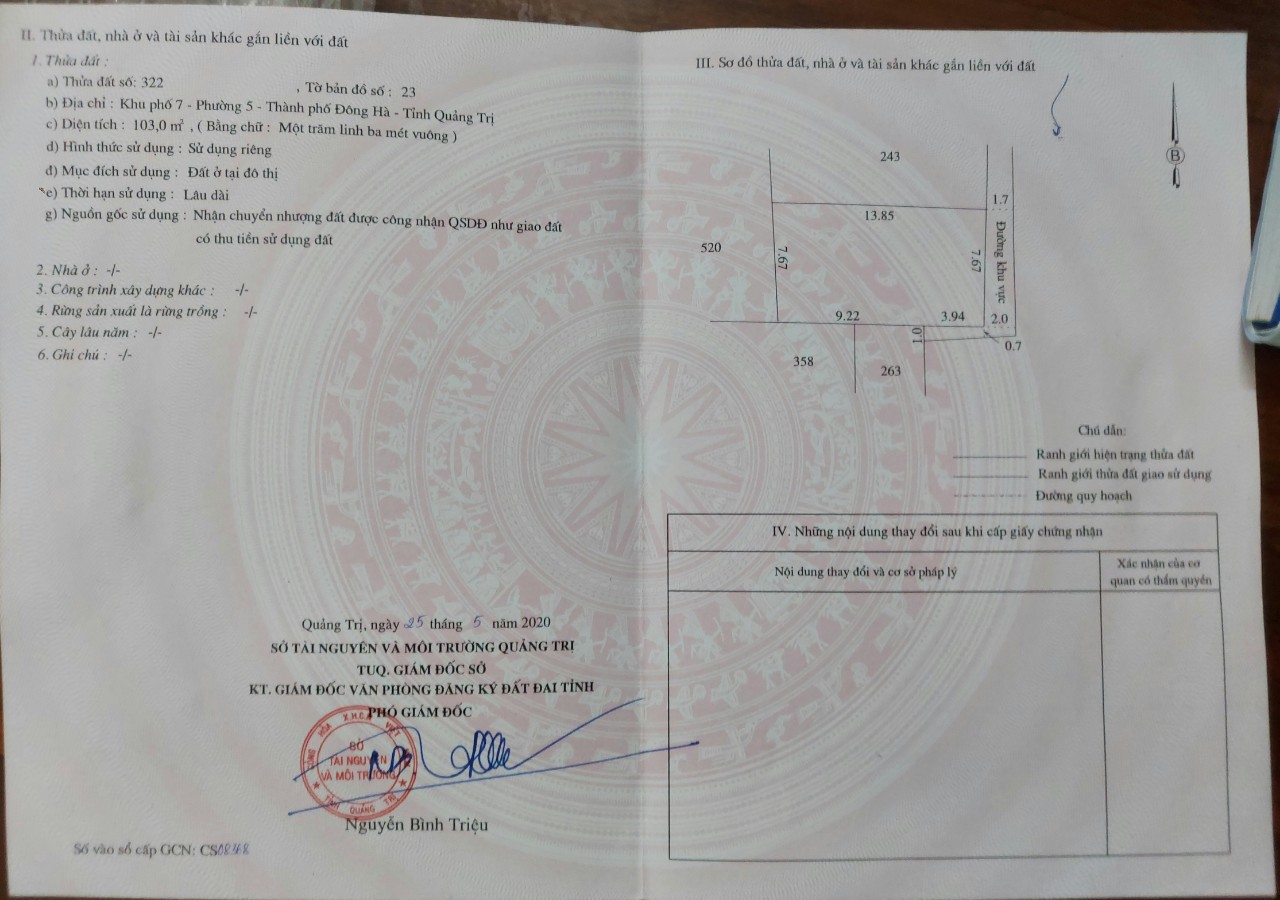 II. Thửa đất, nhà ở và tài sản khác gắn liền với đất
1. Thửa đất :
a) Thửa đất số: 322 , Tờ bản đồ số : 23
b) Địa chỉ : Khu phố 7 - Phường 5 - Thành phố Đông Hà - Tỉnh Quảng Trị
c) Diện tích : 103,0 m² , ( Bằng chữ : Một trăm linh ba mét vuông )
d) Hình thức sử dụng : Sử dụng riêng
đ) Mục đích sử dụng : Đất ở tại đô thị
e) Thời hạn sử dụng : Lâu dài
g) Nguồn gốc sử dụng : Nhận chuyển nhượng đất được công nhận QSDĐ như giao đất
có thu tiền sử dụng đất
2. Nhà ở : -/-
3. Công trình xây dựng khác : -/-
4. Rừng sản xuất là rừng trồng : -/-
5. Cây lâu năm : -/-
6. Ghi chú : -/-
Quảng Trị, ngày 25 tháng 5 năm 2020
SỞ TÀI NGUYÊN VÀ MÔI TRƯỜNG QUẢNG TRỊ
TUQ. GIÁM ĐỐC SỞ
KT. GIÁM ĐỐC VĂN PHÒNG ĐĂNG KÝ ĐẤT ĐAI TỈNH
PHÓ GIÁM ĐỐC
SỞ
TÀI NGUYÊN
VÀ MÔI TRƯỜNG
TỈNH QUẢNG TRỊ
Nguyễn Bình Triệu
Số vào sổ cấp GCN: CS
III. Sơ đồ thửa đất, nhà ở và tài sản khác gắn liền với đất
B
243
1.7
13.85
520
7.67
7.67
Đường khu vực
9.22
3.94
2.0
1.0
0.7
358
263
Chú dẫn:
Ranh giới hiện trạng thửa đất
Ranh giới thửa đất giao sử dụng
Đường quy hoạch
IV. Những nội dung thay đổi sau khi cấp giấy chứng nhận
Nội dung thay đổi và cơ sở pháp lý
Xác nhận của cơ
quan có thẩm quyền